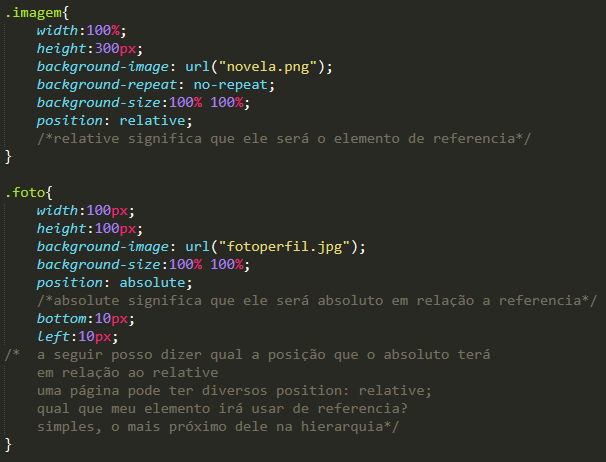 .imagem{
    width:100%;
    height:300px;
    background-image: url("novela.png");
    background-repeat: no-repeat;
    background-size:100% 100%;
    position: relative;
    /*relative significa que ele será o elemento de referencia*/
}

.foto{
    width:100px;
    height:100px;
    background-image: url("fotoperfil.jpg");
    background-size:100% 100%;
    position: absolute;
    /*absolute significa que ele será absoluto em relação a referencia*/
    bottom:10px;
    left:10px;
/*  a seguir posso dizer qual a posição que o absoluto terá
    em relação ao relative
    uma página pode ter diversos position: relative;
    qual que meu elemento irá usar de referencia?
    simples, o mais próximo dele na hierarquia*/
}